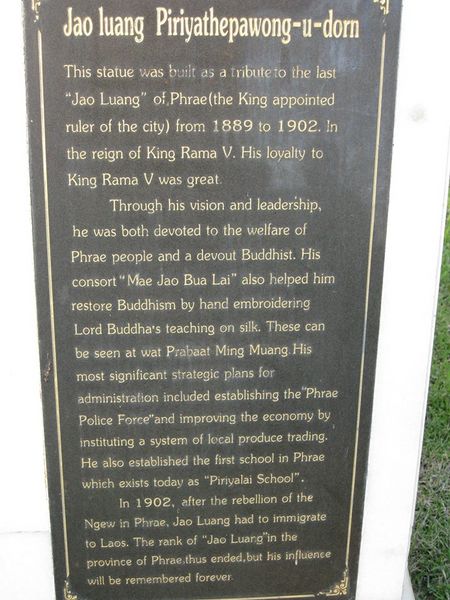 Jao luang Piriyathepawong-u-dorn
This statue was built as a tribute to the last
"Jao Luang" of Phrae(the King appointed
ruler of the city) from 1889 to 1902. In
the reign of King Rama V. His loyalty to
King Rama V was great.
Through his vision and leadership,
he was both devoted to the welfare of
Phrae people and a devout Buddhist. His
consort "Mae Jao Bua Lai" also helped him
restore Buddhism by hand embroidering
Lord Buddha's teaching on silk. These can
be seen at wat Prabaat Ming Muang. His
most significant strategic plans for
administration included establishing the "Phrae
Police Force" and improving the economy by
instituting a system of local produce trading.
He also established the first school in Phrae
which exists today as "Piriyalai School".
In 1902, after the rebellion of the
Ngew in Phrae, Jao Luang had to immigrate
to Laos. The rank of "Jao Luang" in the
province of Phrae, thus ended, but his influence
will be remembered forever.